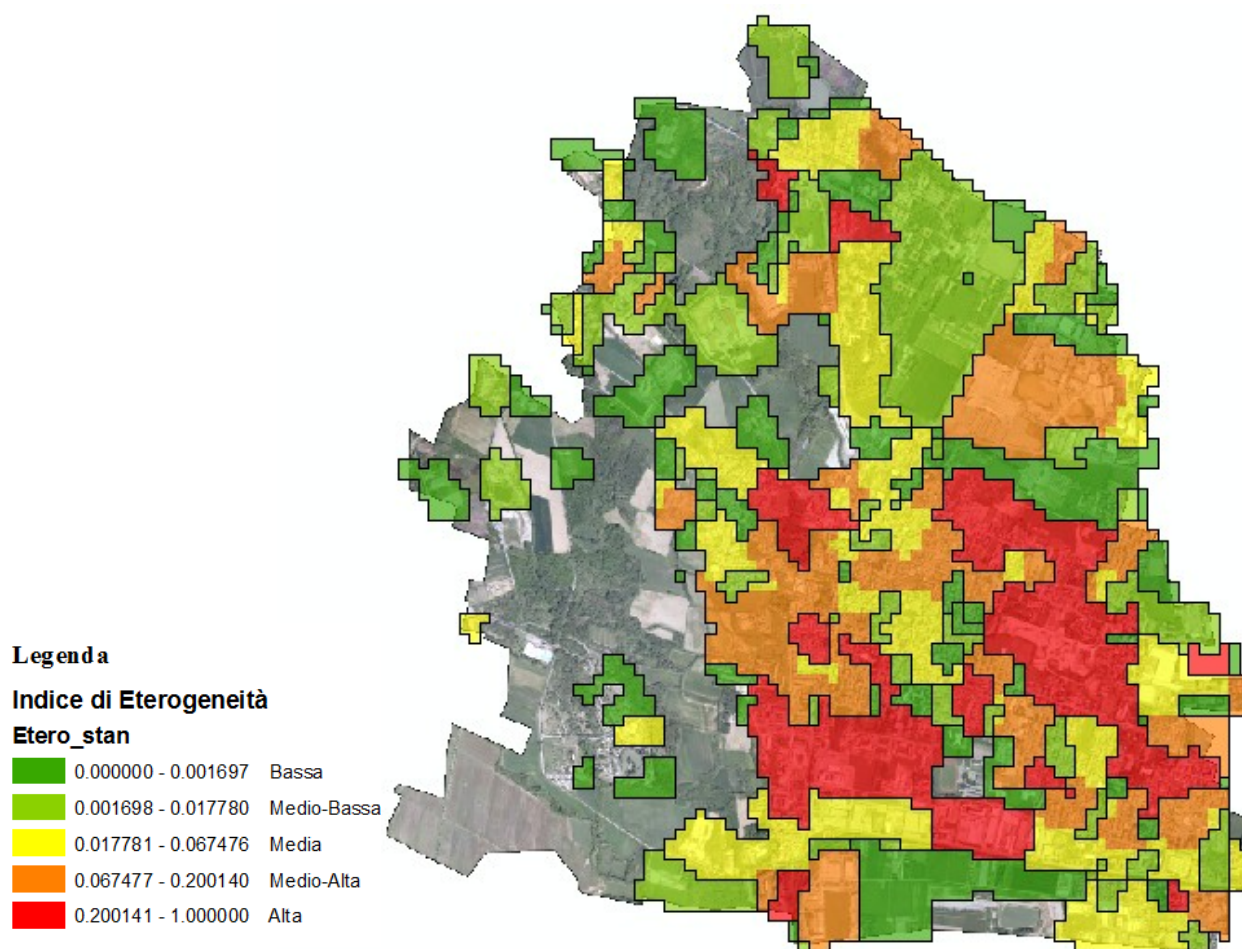 Legenda
Indice di Eterogeneità
Etero_stan
0.000000 - 0.001697 Bassa
0.001698 - 0.017780 Medio-Bassa
0.017781 - 0.067476 Media
0.067477 - 0.200140 Medio-Alta
0.200141 - 1.000000 Alta